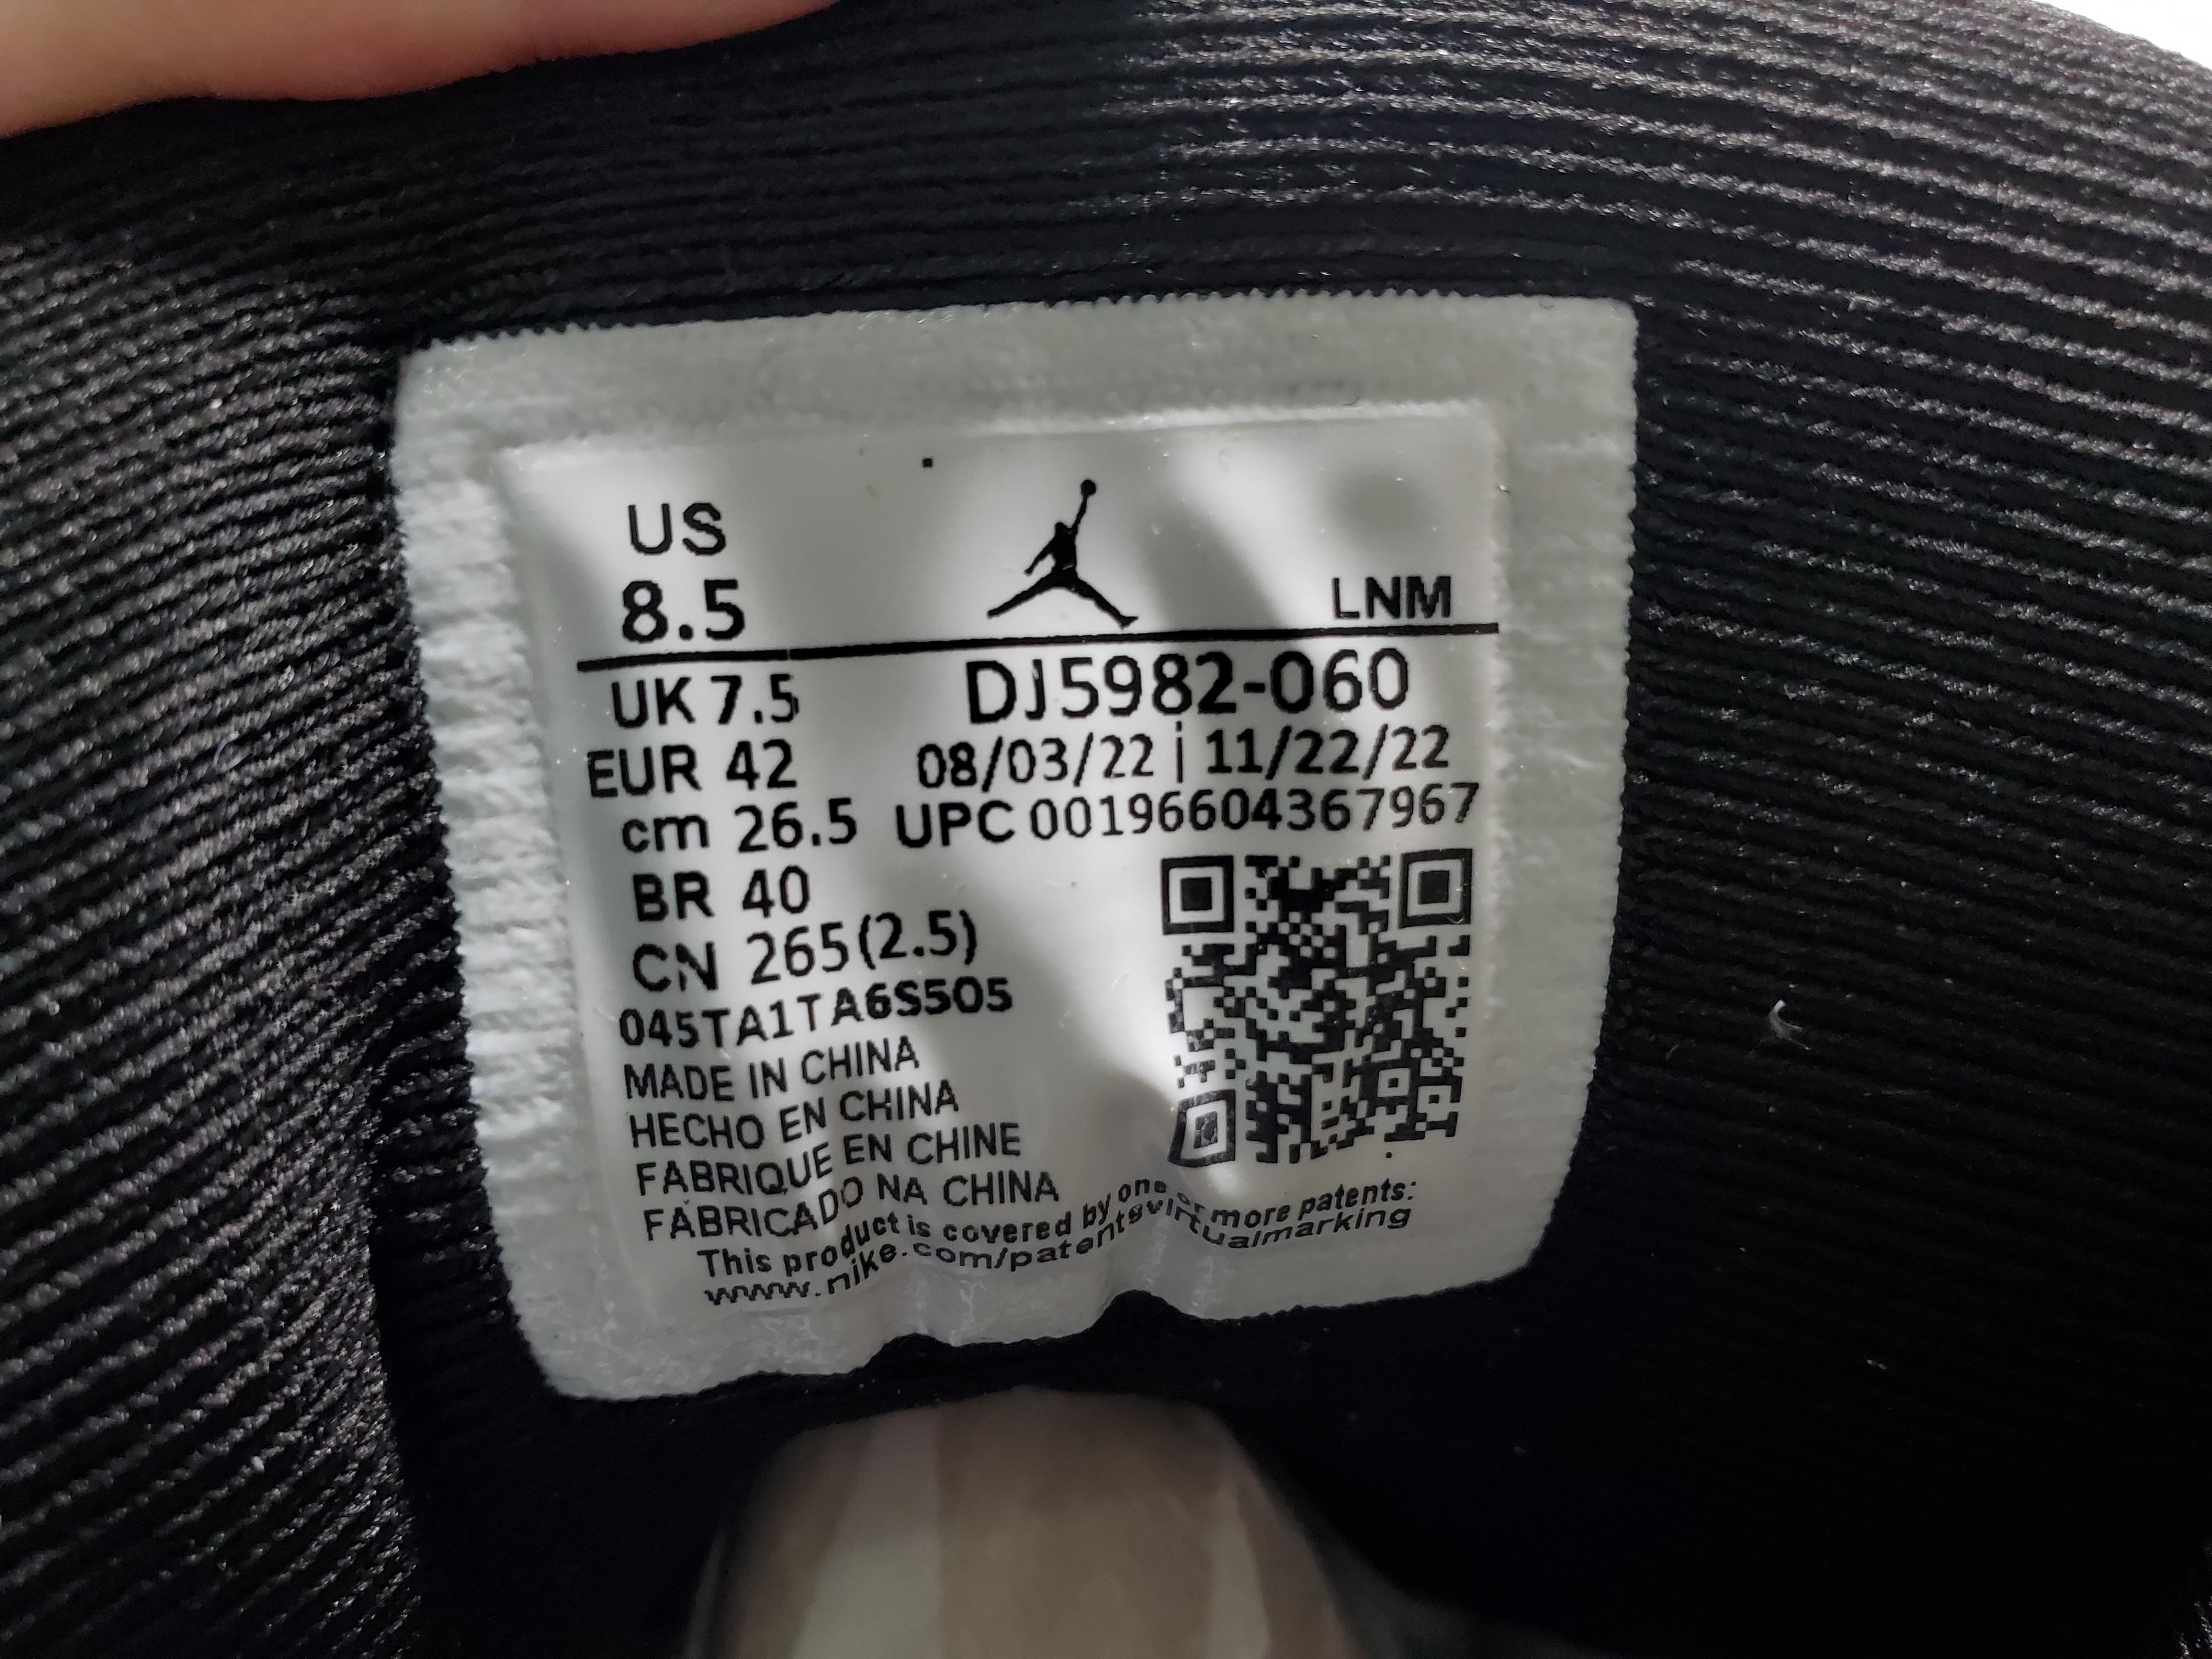 US
8.5
LNM
UK 7.5
DJ5982-060
EUR 42
08/03/22 | 11/22/22
cm 26.5
UPC 00196604367967
BR 40
CN 265(2.5)
045TA1TA6S505
MADE IN CHINA
HECHO EN CHINA
FABRIQUE EN CHINE
FABRICADO NA CHINA
This product is covered by one or more patents:
www.nike.com/patentsvirtualmarking